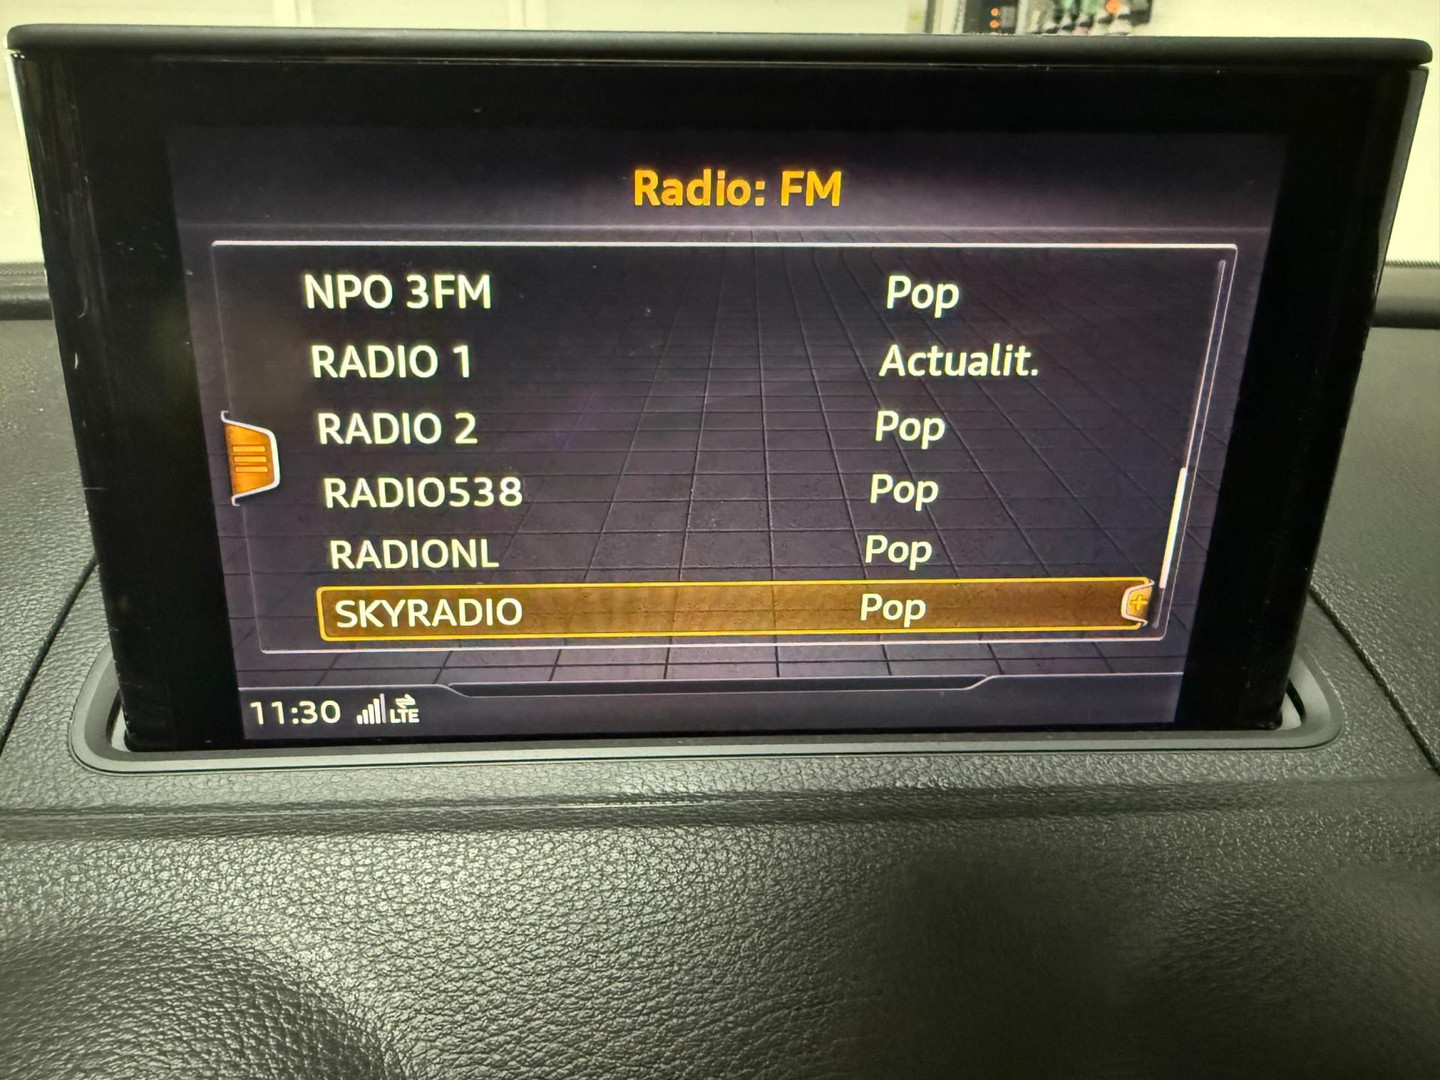 Radio: FM
NPO 3FM Pop
RADIO 1 Actualit.
RADIO 2 Pop
RADIO538 Pop
RADIONL Pop
SKYRADIO Pop
11:30 LTE